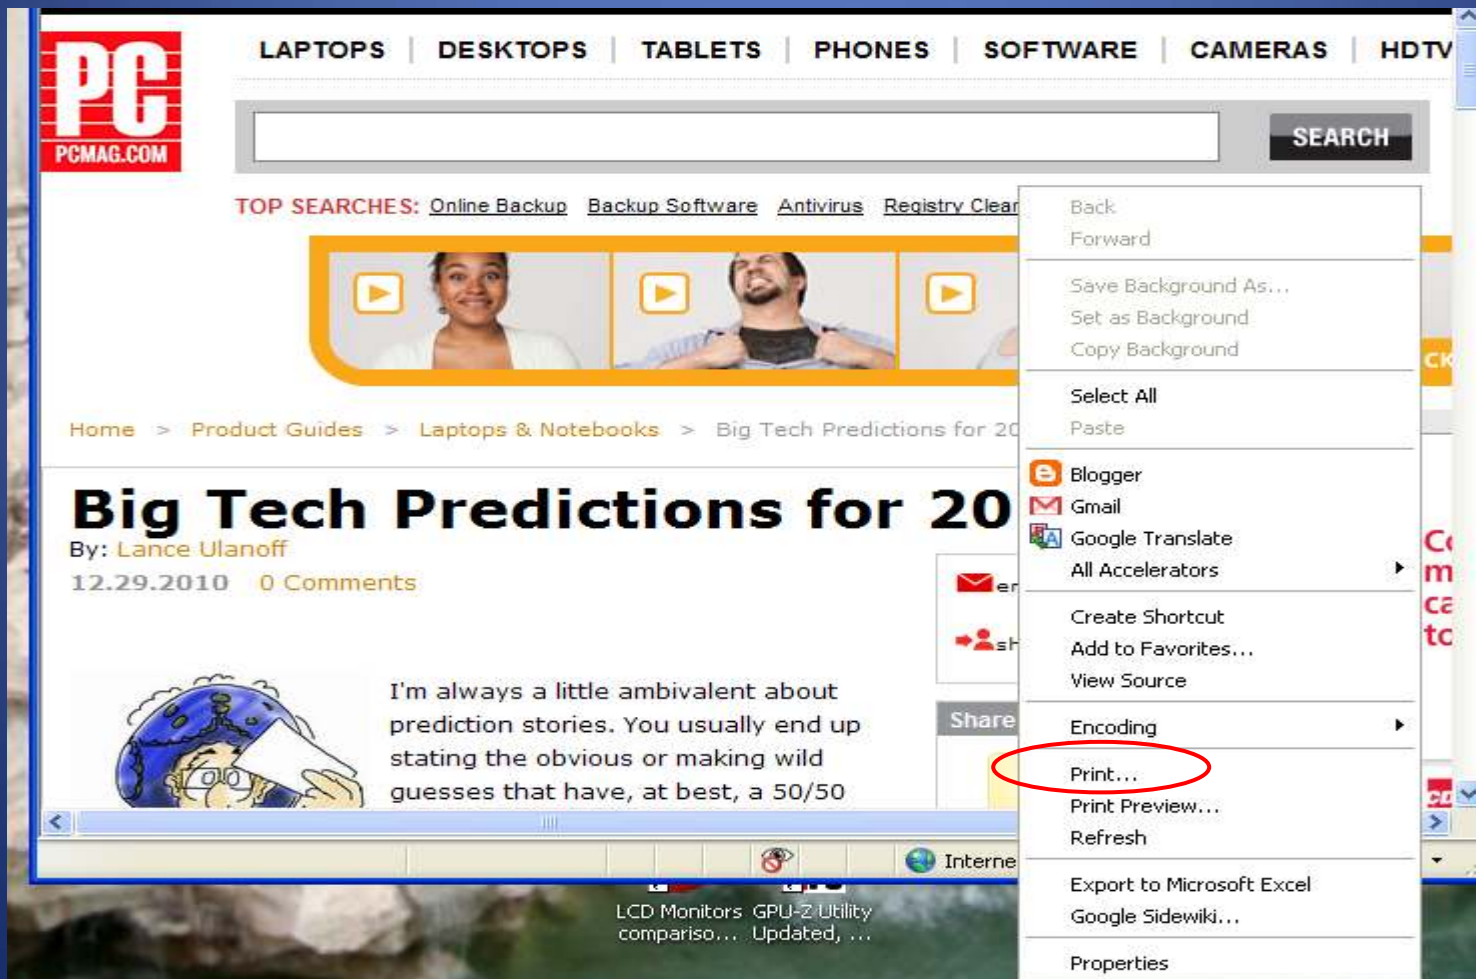 LAPTOPS | DESKTOPS | TABLETS | PHONES | SOFTWARE | CAMERAS | HDTV
PC
PCMAG.COM
SEARCH
TOP SEARCHES: Online Backup Backup Software Antivirus Registry Clear
Home > Product Guides > Laptops & Notebooks > Big Tech Predictions for 20
Big Tech Predictions for 20
By: Lance Ulanoff
12.29.2010 0 Comments
I'm always a little ambivalent about
prediction stories. You usually end up
stating the obvious or making wild
guesses that have, at best, a 50/50
Share
Interne
Back
Forward
Save Background As...
Set as Background
Copy Background
Select All
Paste
Blogger
Gmail
Google Translate
All Accelerators
Create Shortcut
Add to Favorites...
View Source
Encoding
Print...
Print Preview...
Refresh
Export to Microsoft Excel
Google Sidewiki...
Properties
LCD Monitors GPU-Z Utility
compariso... Updated, ...